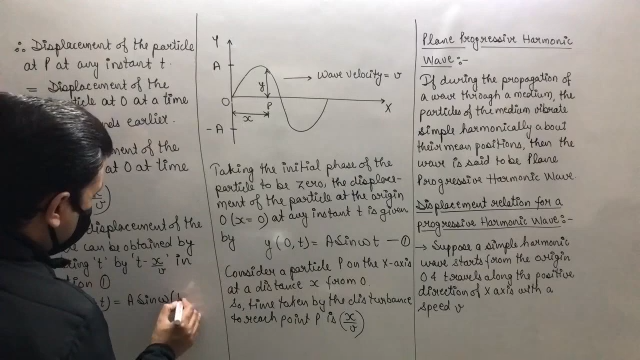 Plane Progressive Harmonic
Wave:-
If during the propagation of
a wave through a medium, the
particles of the medium vibrate
simple harmonically about
their mean positions, then the
wave is said to be Plane
Progressive Harmonic Wave.
Displacement relation for a
progressive Harmonic Wave:-
→ Suppose a simple harmonic
wave starts from the origin
O & travels along the positive
direction of X axis with a
speed v
Y
A
y
→ Wave velocity = v
O
P
X
x
-A
Taking the initial phase of the
particle to be zero, the displace-
ment of the particle at the origin
O (x=0) at any instant t is given
by y(0,t) = A Sinωt — ①
Consider a particle P on the X-axis
at a distance x from O.
So, time taken by the disturbance
to reach point P is (x/v)
∴ Displacement of the particle
at P at any instant t.
= Displacement of the
particle at O at a time
earlier.
ment of the
at O at time
v)
displacement of the
can be obtained by
't' by 't - x/v' in
①
t) = A Sinω(t